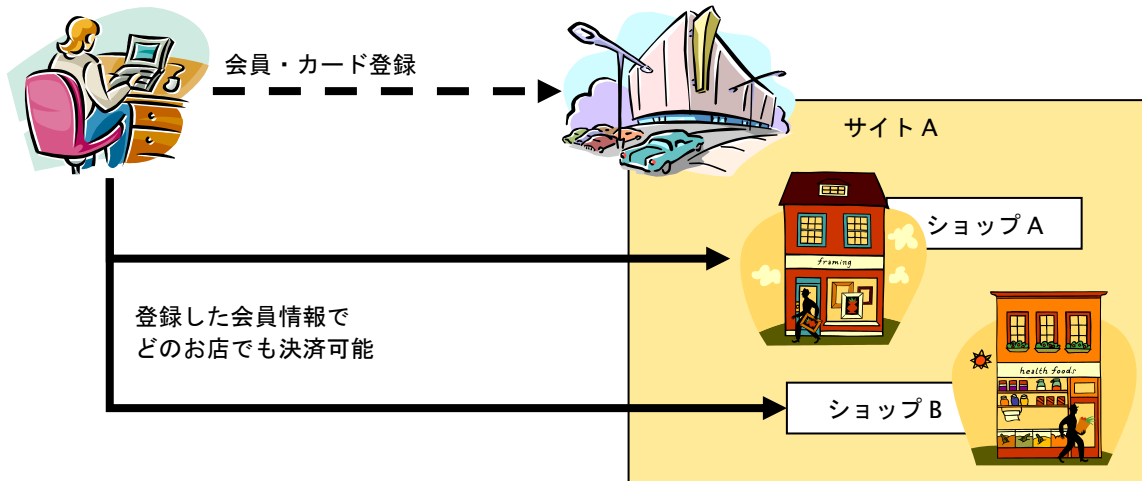 会員・カード登録
サイト A
ショップ A
framing
登録した会員情報で
どのお店でも決済可能
health foods
ショップ B